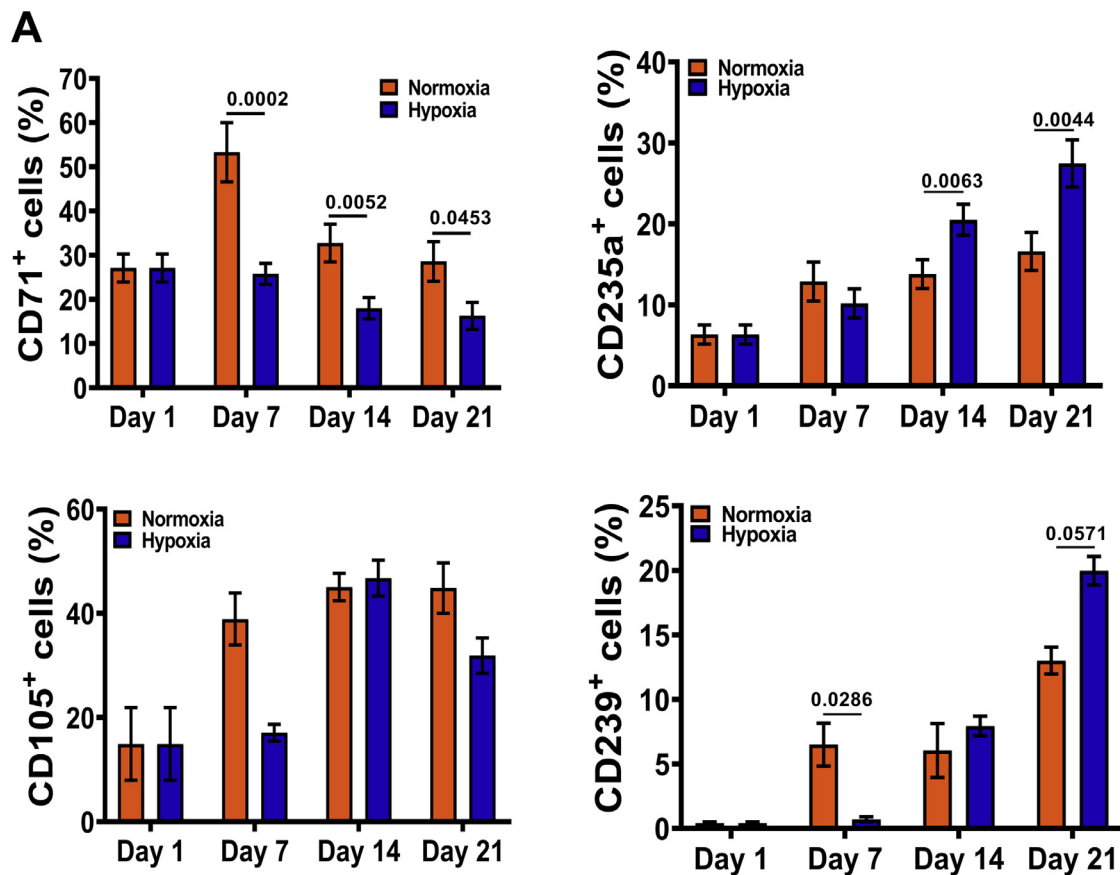 A
CD71+ cells (%)
70
60
50
40
30
20
10
0
Normoxia
Hypoxia
0.0002
0.0052
0.0453
Day 1 Day 7 Day 14 Day 21
CD235a+ cells (%)
40
30
20
10
0
Normoxia
Hypoxia
0.0063
0.0044
Day 1 Day 7 Day 14 Day 21
CD105+ cells (%)
60
40
20
0
Normoxia
Hypoxia
Day 1 Day 7 Day 14 Day 21
CD239+ cells (%)
25
20
15
10
5
0
Normoxia
Hypoxia
0.0286
0.0571
Day 1 Day 7 Day 14 Day 21